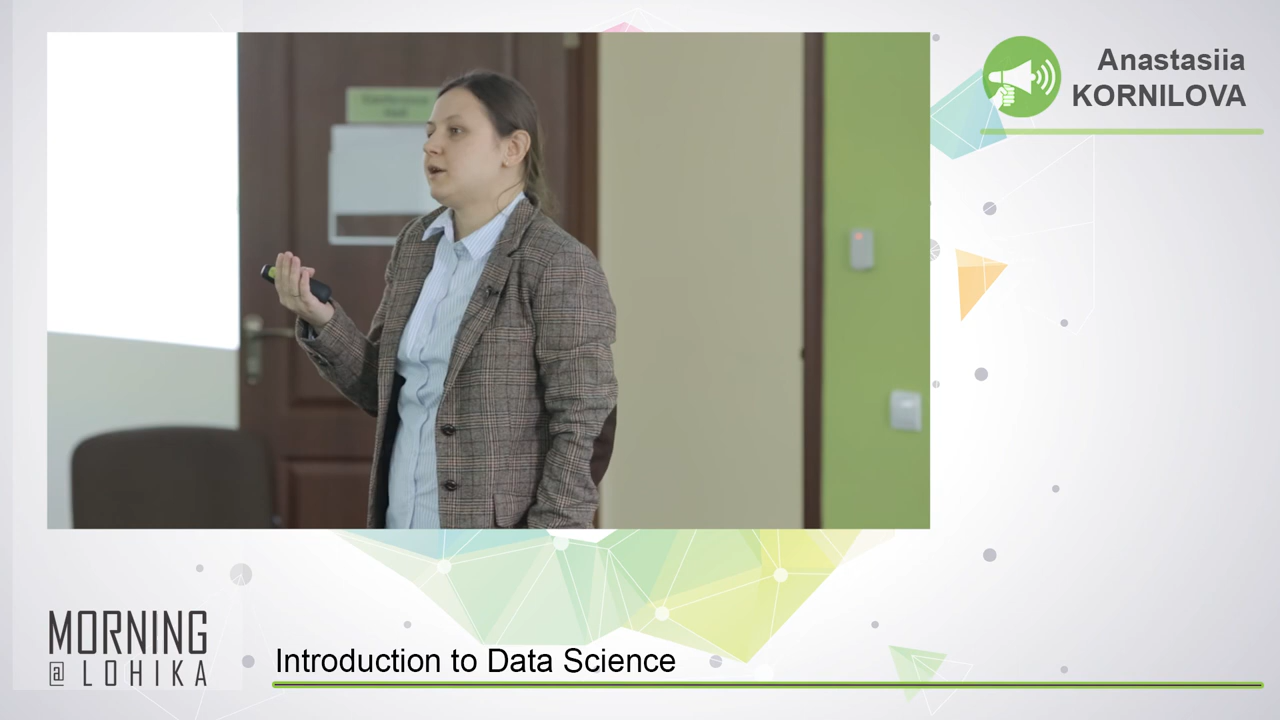 Anastasiia
KORNILOVA
MORNING
@ LOHIKA
Introduction to Data Science